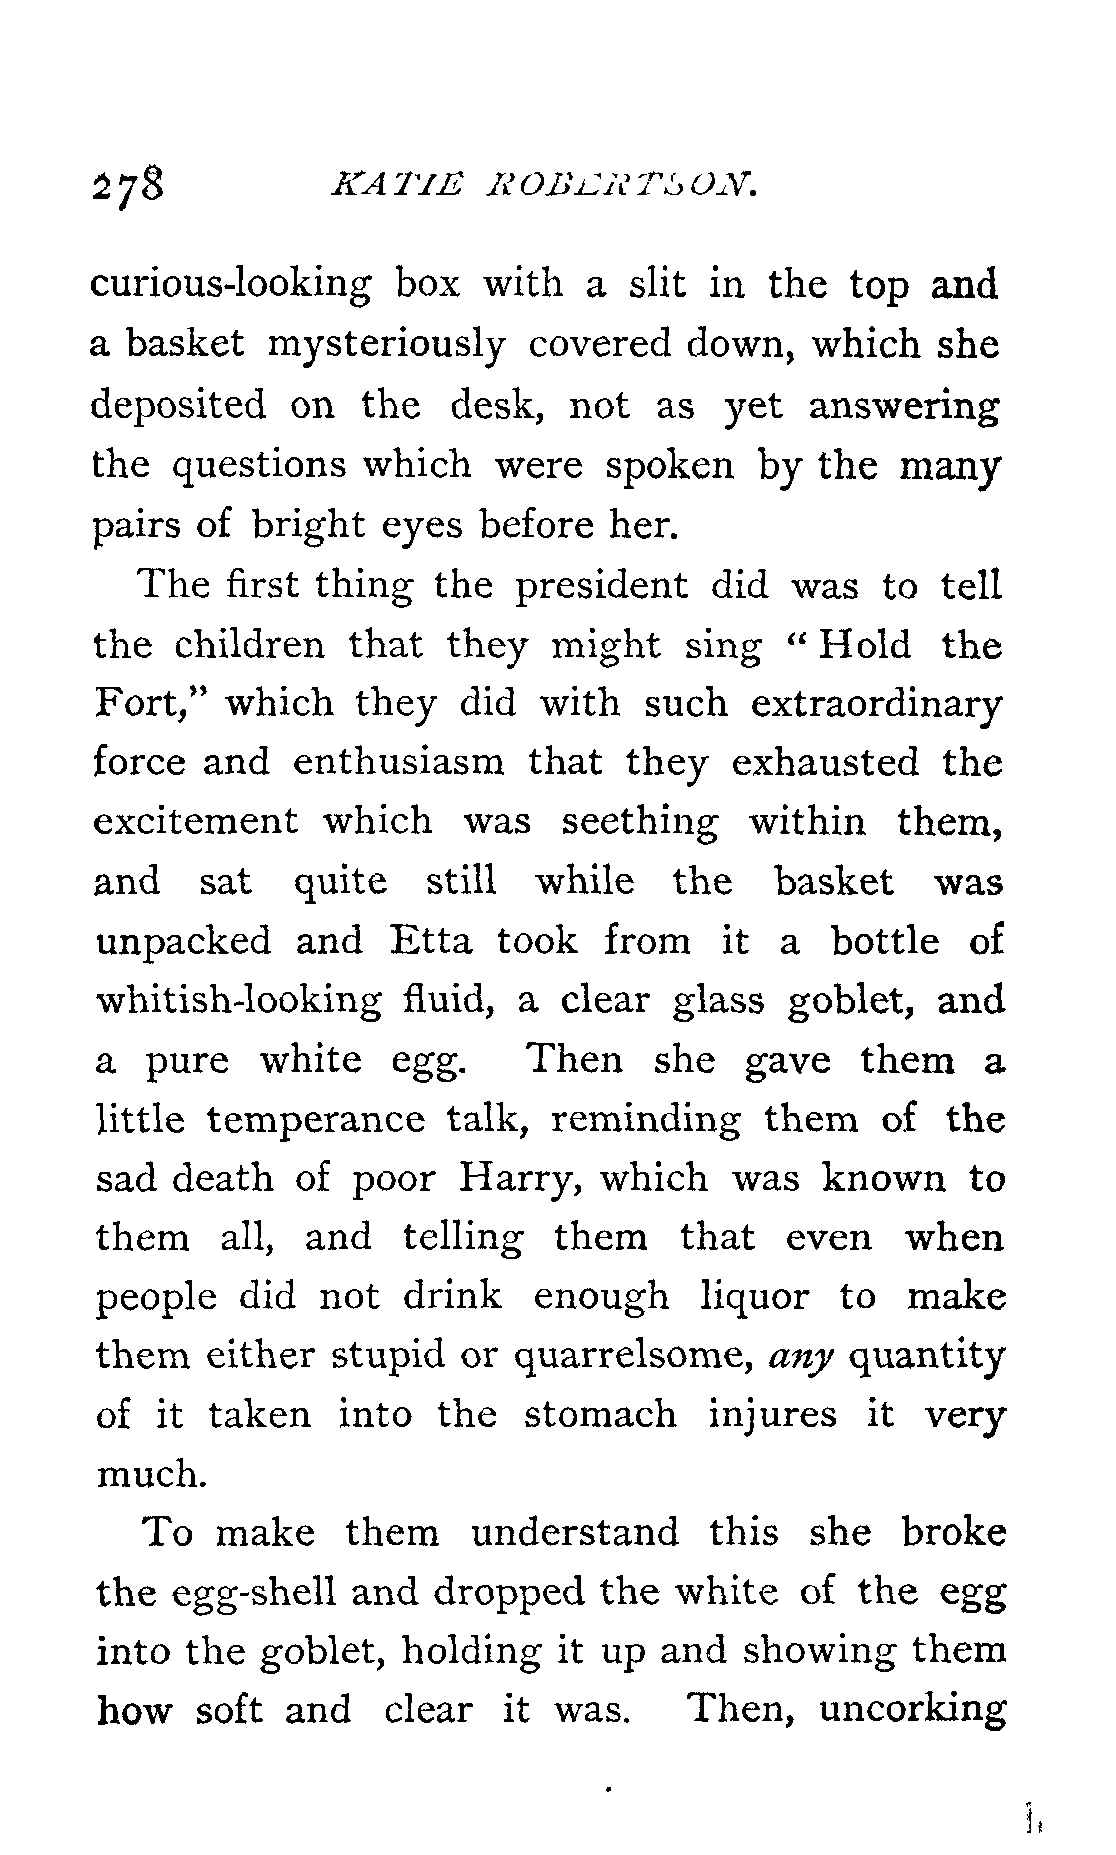 278 KATIE ROBERTSON.
curious-looking box with a slit in the top and
a basket mysteriously covered down, which she
deposited on the desk, not as yet answering
the questions which were spoken by the many
pairs of bright eyes before her.
The first thing the president did was to tell
the children that they might sing “Hold the
Fort,” which they did with such extraordinary
force and enthusiasm that they exhausted the
excitement which was seething within them,
and sat quite still while the basket was
unpacked and Etta took from it a bottle of
whitish-looking fluid, a clear glass goblet, and
a pure white egg. Then she gave them a
little temperance talk, reminding them of the
sad death of poor Harry, which was known to
them all, and telling them that even when
people did not drink enough liquor to make
them either stupid or quarrelsome, any quantity
of it taken into the stomach injures it very
much.
To make them understand this she broke
the egg-shell and dropped the white of the egg
into the goblet, holding it up and showing them
how soft and clear it was. Then, uncorking